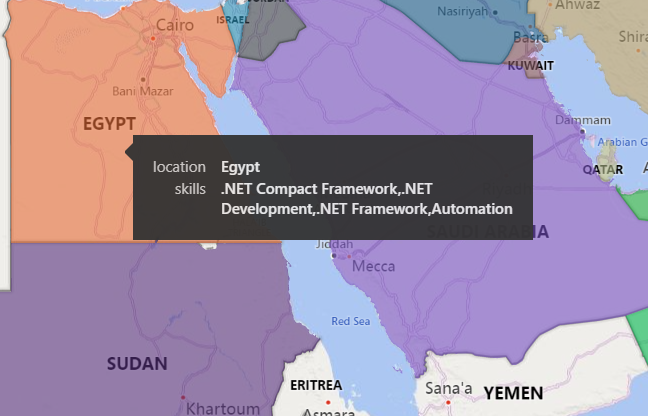 JORDAN
Ahwaz
Nasiriyah
ISRAEL
Cairo
Basra
Shira
KUWAIT
Bani Mazar
EGYPT
Dammam
Arabian G
location Egypt
QATAR
skills .NET Compact Framework,.NET
Development,.NET Framework,Automation
SAUDI ARABIA
Jiddah
Mecca
Red Sea
SUDAN
ERITREA
Sana'a
YEMEN
Khartoum
Asmara